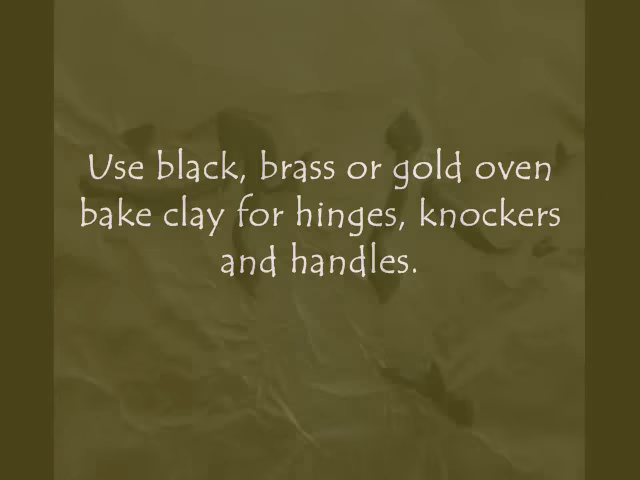 Use black, brass or gold oven
bake clay for hinges, knockers
and handles.